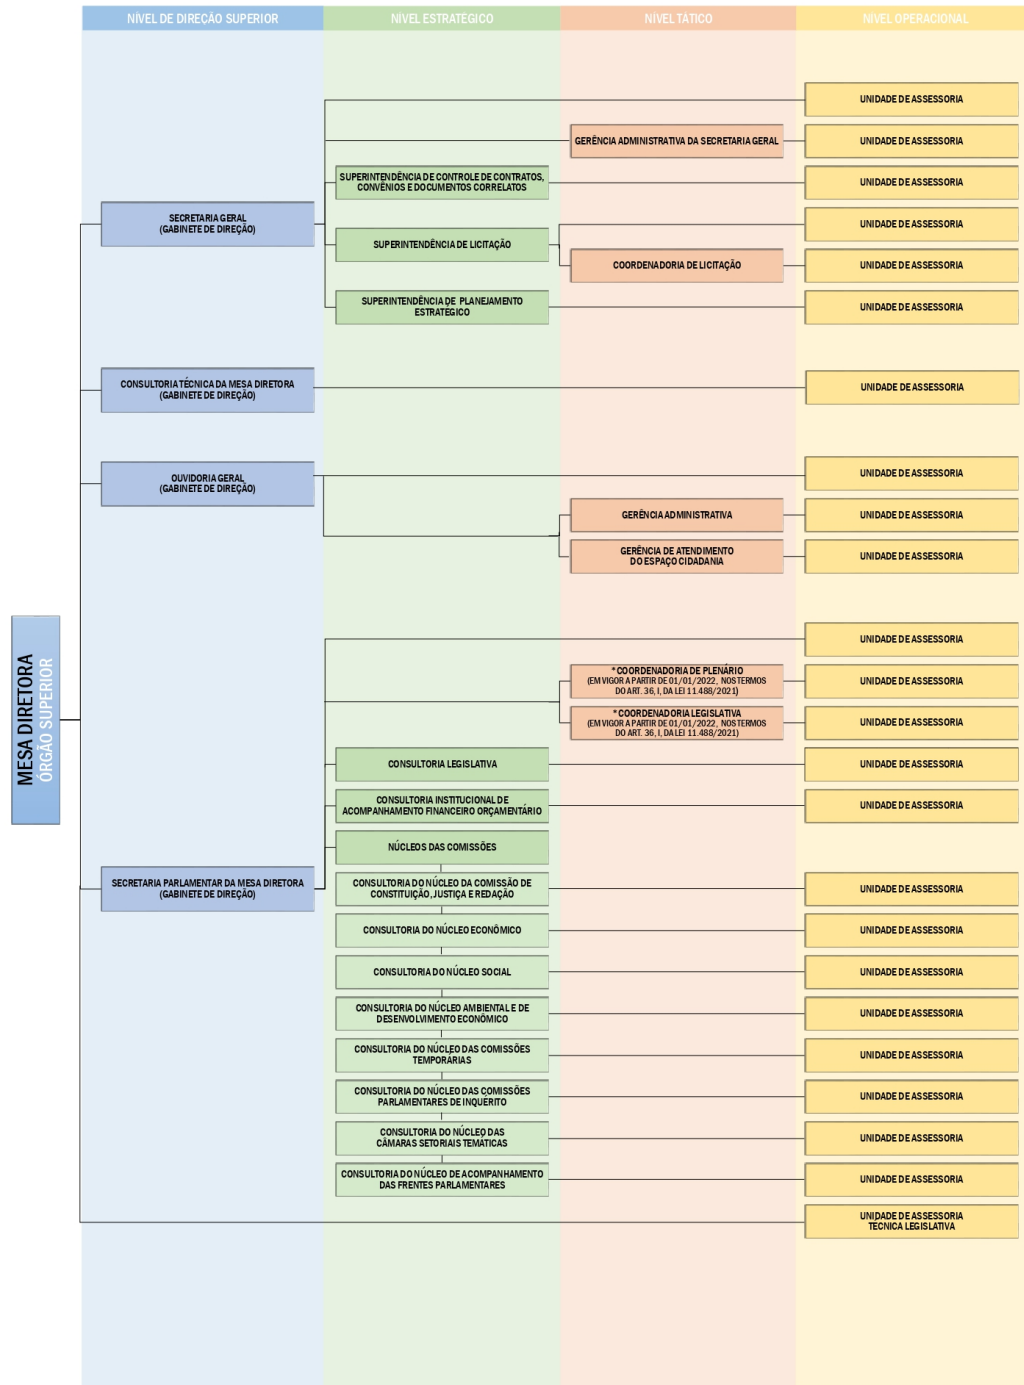 NÍVEL DE DIREÇÃO SUPERIOR
NÍVEL ESTRATÉGICO
NÍVEL TÁTICO
NÍVEL OPERACIONAL
MESA DIRETORA
ÓRGÃO SUPERIOR
UNIDADE DE ASSESSORIA
GERÊNCIA ADMINISTRATIVA DA SECRETARIA GERAL
UNIDADE DE ASSESSORIA
SUPERINTENDÊNCIA DE CONTROLE DE CONTRATOS,
CONVÊNIOS E DOCUMENTOS CORRELATOS
UNIDADE DE ASSESSORIA
SECRETARIA GERAL
(GABINETE DE DIREÇÃO)
UNIDADE DE ASSESSORIA
SUPERINTENDÊNCIA DE LICITAÇÃO
COORDENADORIA DE LICITAÇÃO
UNIDADE DE ASSESSORIA
SUPERINTENDÊNCIA DE PLANEJAMENTO
ESTRATÉGICO
UNIDADE DE ASSESSORIA
CONSULTORIA TÉCNICA DA MESA DIRETORA
(GABINETE DE DIREÇÃO)
UNIDADE DE ASSESSORIA
OUVIDORIA GERAL
(GABINETE DE DIREÇÃO)
UNIDADE DE ASSESSORIA
GERÊNCIA ADMINISTRATIVA
UNIDADE DE ASSESSORIA
GERÊNCIA DE ATENDIMENTO
DO ESPAÇO CIDADANIA
UNIDADE DE ASSESSORIA
UNIDADE DE ASSESSORIA
* COORDENADORIA DE PLENÁRIO
(EM VIGOR A PARTIR DE 01/01/2022, NOS TERMOS
DO ART. 36, I, DA LEI 11.488/2021)
UNIDADE DE ASSESSORIA
* COORDENADORIA LEGISLATIVA
(EM VIGOR A PARTIR DE 01/01/2022, NOS TERMOS
DO ART. 36, I, DA LEI 11.488/2021)
UNIDADE DE ASSESSORIA
CONSULTORIA LEGISLATIVA
UNIDADE DE ASSESSORIA
CONSULTORIA INSTITUCIONAL DE
ACOMPANHAMENTO FINANCEIRO ORÇAMENTÁRIO
UNIDADE DE ASSESSORIA
NÚCLEOS DAS COMISSÕES
SECRETARIA PARLAMENTAR DA MESA DIRETORA
(GABINETE DE DIREÇÃO)
CONSULTORIA DO NÚCLEO DA COMISSÃO DE
CONSTITUIÇÃO, JUSTIÇA E REDAÇÃO
UNIDADE DE ASSESSORIA
CONSULTORIA DO NÚCLEO ECONÔMICO
UNIDADE DE ASSESSORIA
CONSULTORIA DO NÚCLEO SOCIAL
UNIDADE DE ASSESSORIA
CONSULTORIA DO NÚCLEO AMBIENTAL E DE
DESENVOLVIMENTO ECONÔMICO
UNIDADE DE ASSESSORIA
CONSULTORIA DO NÚCLEO DAS COMISSÕES
TEMPORÁRIAS
UNIDADE DE ASSESSORIA
CONSULTORIA DO NÚCLEO DAS COMISSÕES
PARLAMENTARES DE INQUÉRITO
UNIDADE DE ASSESSORIA
CONSULTORIA DO NÚCLEO DAS
CÂMARAS SETORIAIS TEMÁTICAS
UNIDADE DE ASSESSORIA
CONSULTORIA DO NÚCLEO DE ACOMPANHAMENTO
DAS FRENTES PARLAMENTARES
UNIDADE DE ASSESSORIA
UNIDADE DE ASSESSORIA
TÉCNICA LEGISLATIVA